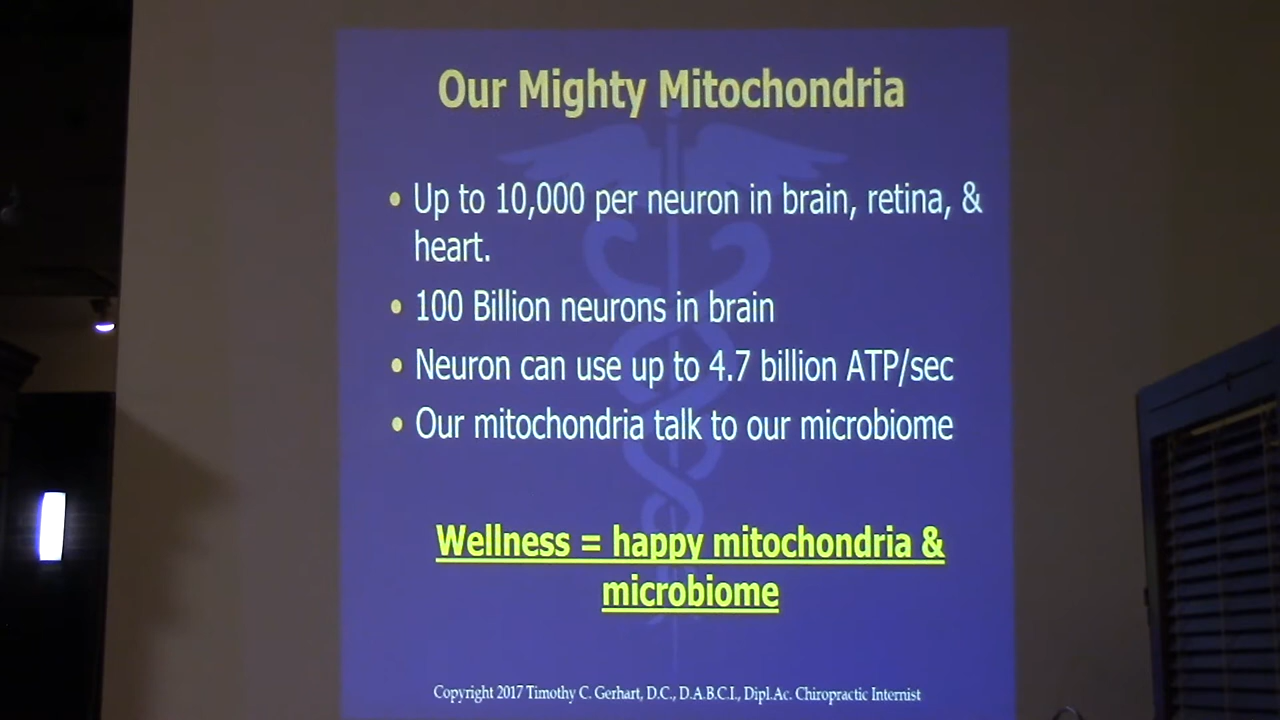 Our Mighty Mitochondria
• Up to 10,000 per neuron in brain, retina, &
heart.
• 100 Billion neurons in brain
• Neuron can use up to 4.7 billion ATP/sec
• Our mitochondria talk to our microbiome
Wellness = happy mitochondria &
microbiome
Copyright 2017 Timothy C. Gerhart, D.C., D.A.B.C.I., Dipl.Ac. Chiropractic Internist